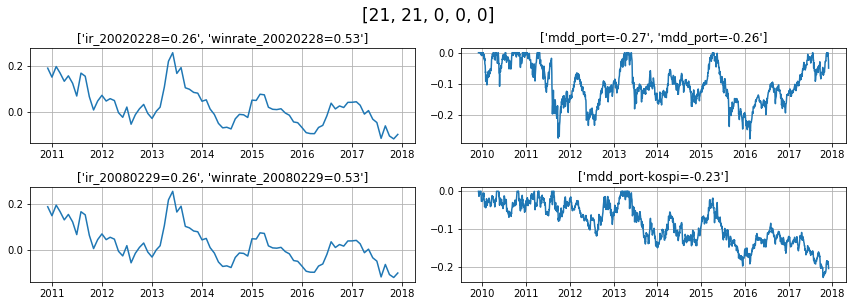 [21, 21, 0, 0, 0]
['ir_20020228=0.26', 'winrate_20020228=0.53']
0.2
0.0
2011 2012 2013 2014 2015 2016 2017 2018
['mdd_port=-0.27', 'mdd_port=-0.26']
0.0
−0.1
−0.2
2010 2011 2012 2013 2014 2015 2016 2017 2018
['ir_20080229=0.26', 'winrate_20080229=0.53']
0.2
0.0
2011 2012 2013 2014 2015 2016 2017 2018
['mdd_port-kospi=-0.23']
0.0
−0.1
−0.2
2010 2011 2012 2013 2014 2015 2016 2017 2018